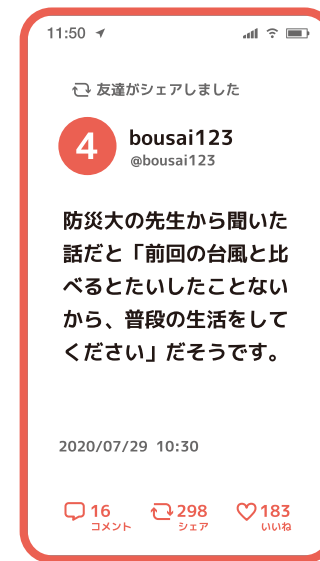 11:50
友達がシェアしました
4
bousai123
@bousai123
防災大の先生から聞いた
話だと「前回の台風と比
べるとたいしたことない
から、普段の生活をして
ください」だそうです。
2020/07/29 10:30
16 298 183
コメント シェア いいね